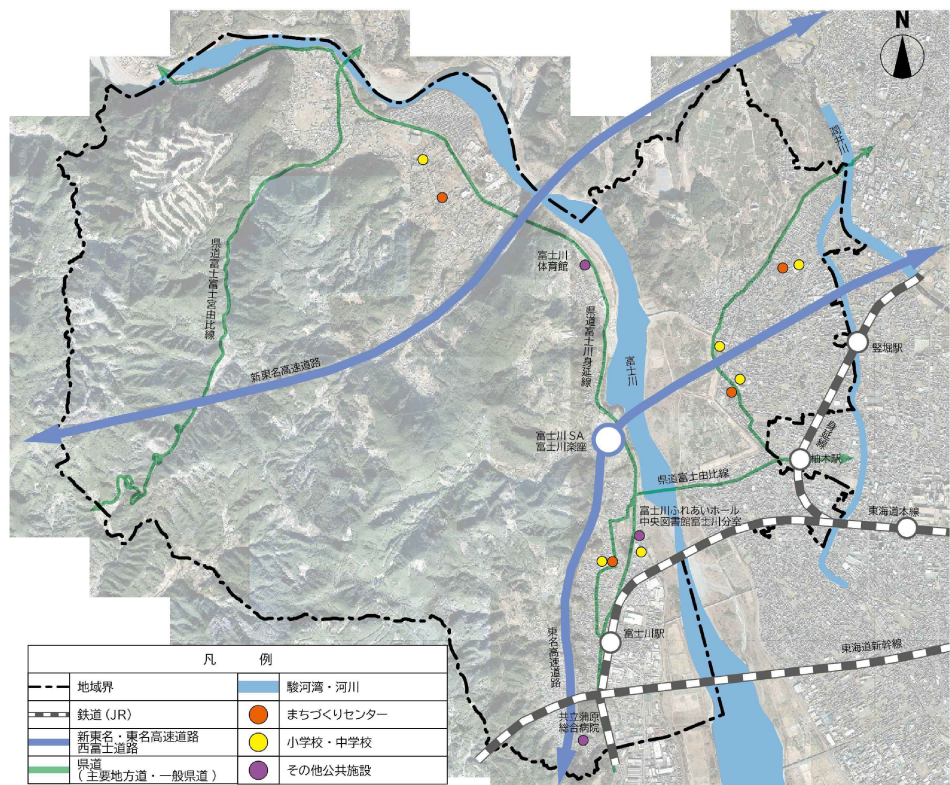 N
潤井川
県道富士富士宮由比線
富士川
体育館
県道富士川身延線
富士川
新東名高速道路
竪堀駅
身延線
富士川SA
富士川楽座
柚木駅
県道富士由比線
富士川ふれあいホール
中央図書館富士川分室
東海道本線
富士川駅
東名高速道路
東海道新幹線
共立蒲原
総合病院
凡 例
地域界
駿河湾・河川
鉄道(JR)
まちづくりセンター
新東名・東名高速道路
西富士道路
小学校・中学校
県道
(主要地方道・一般県道)
その他公共施設